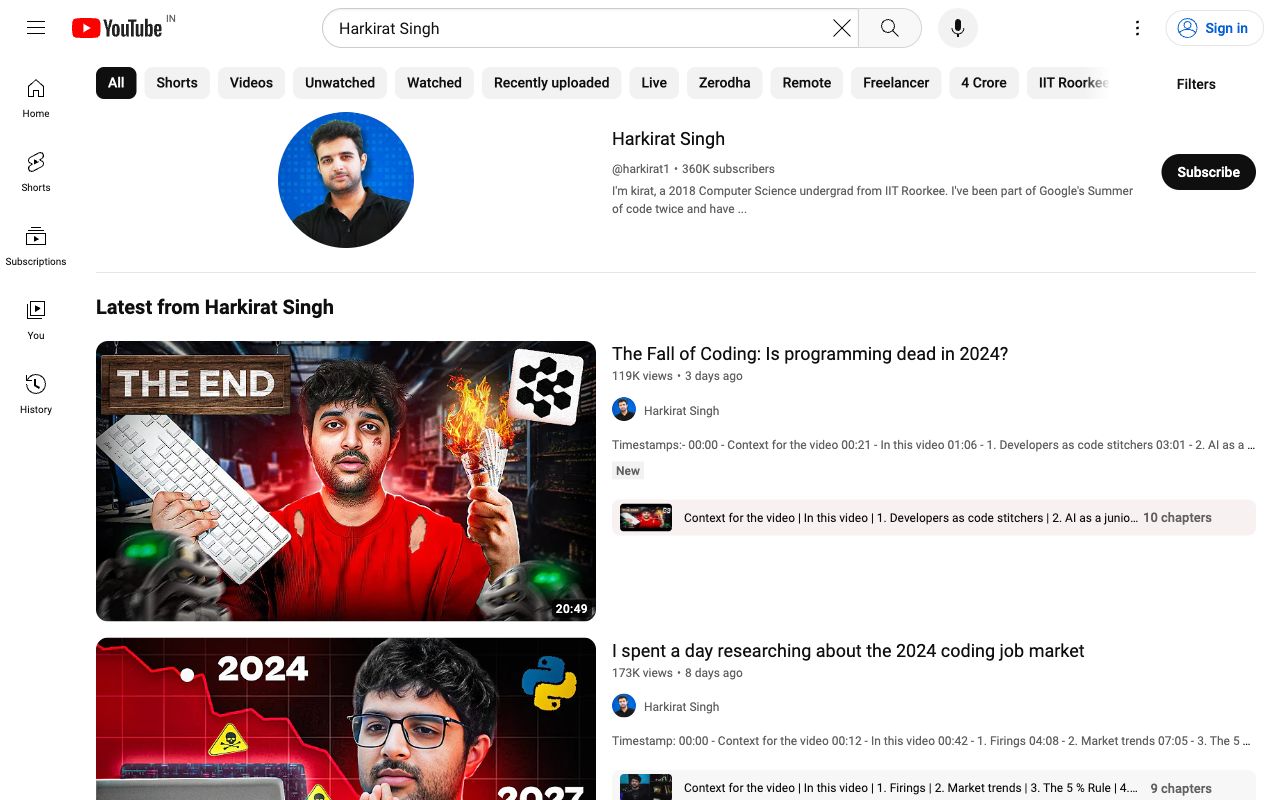 YouTube IN
Harkirat Singh
Sign in
Home
Shorts
Subscriptions
You
History
All
Shorts
Videos
Unwatched
Watched
Recently uploaded
Live
Zerodha
Remote
Freelancer
4 Crore
IIT Roorkee
Filters
Harkirat Singh
@harkirat1 • 360K subscribers
I'm kirat, a 2018 Computer Science undergrad from IIT Roorkee. I've been part of Google's Summer
of code twice and have ...
Subscribe
Latest from Harkirat Singh
THE END
20:49
The Fall of Coding: Is programming dead in 2024?
119K views • 3 days ago
Harkirat Singh
Timestamps:- 00:00 - Context for the video 00:21 - In this video 01:06 - 1. Developers as code stitchers 03:01 - 2. AI as a ...
New
Context for the video | In this video | 1. Developers as code stitchers | 2. AI as a junio... 10 chapters
2024
2027
I spent a day researching about the 2024 coding job market
173K views • 8 days ago
Harkirat Singh
Timestamp: 00:00 - Context for the video 00:12 - In this video 00:42 - 1. Firings 04:08 - 2. Market trends 07:05 - 3. The 5 ...
Context for the video | In this video | 1. Firings | 2. Market trends | 3. The 5 % Rule | 4.... 9 chapters